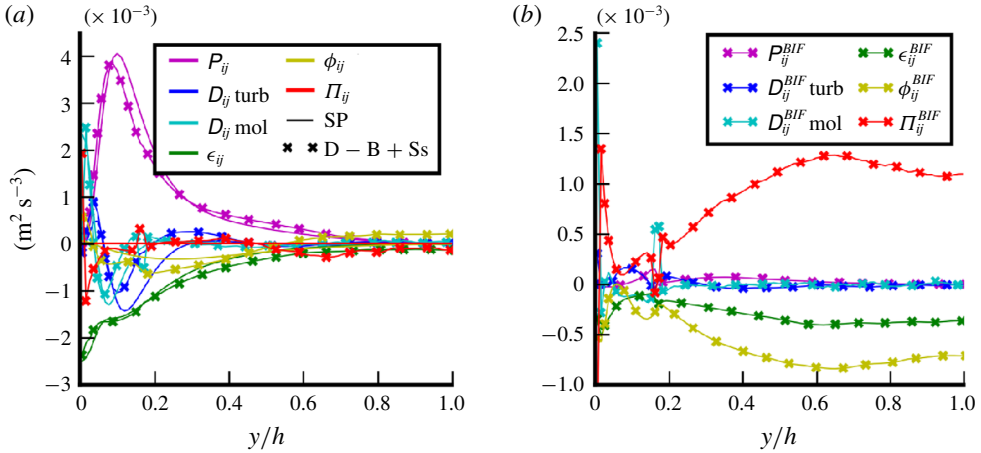 (a)
(× 10⁻³)
4
3
2
1
0
−1
−2
−3
(m² s⁻³)
P_ij
D_ij turb
D_ij mol
ϵ_ij
ϕ_ij
Π_ij
SP
D − B + Ss
0 0.2 0.4 0.6 0.8 1.0
y/h
(b)
(× 10⁻³)
2.5
2.0
1.5
1.0
0.5
0
−0.5
−1.0
P_ij^BIF
D_ij^BIF turb
D_ij^BIF mol
ϵ_ij^BIF
ϕ_ij^BIF
Π_ij^BIF
0 0.2 0.4 0.6 0.8 1.0
y/h